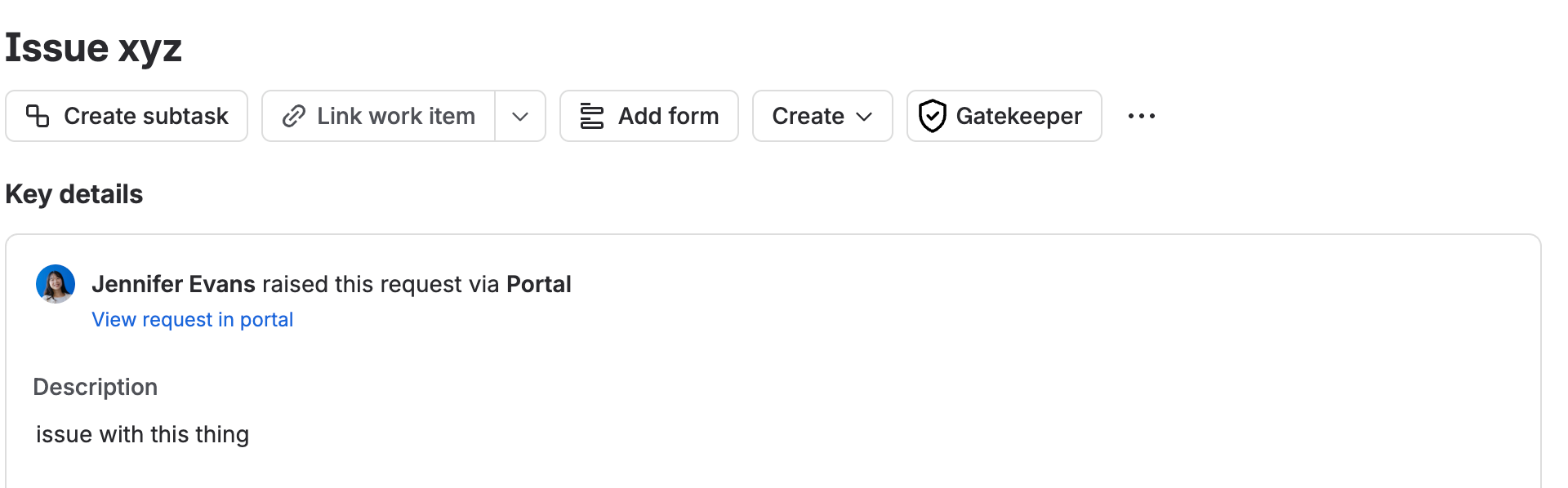 Issue xyz
Create subtask Link work item Add form Create Gatekeeper
Key details
Jennifer Evans raised this request via Portal
View request in portal
Description
issue with this thing